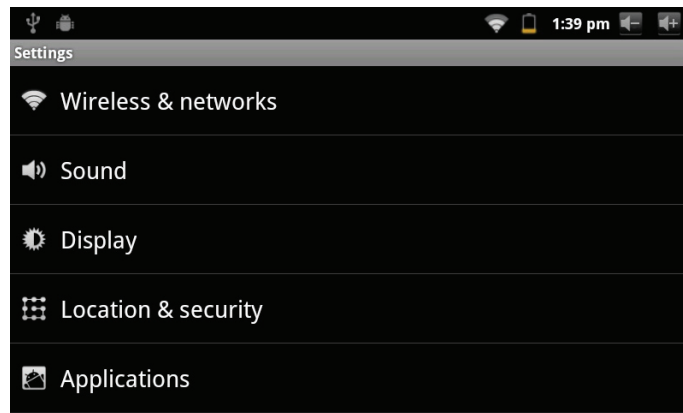 1:39 pm
Settings
Wireless & networks
Sound
Display
Location & security
Applications